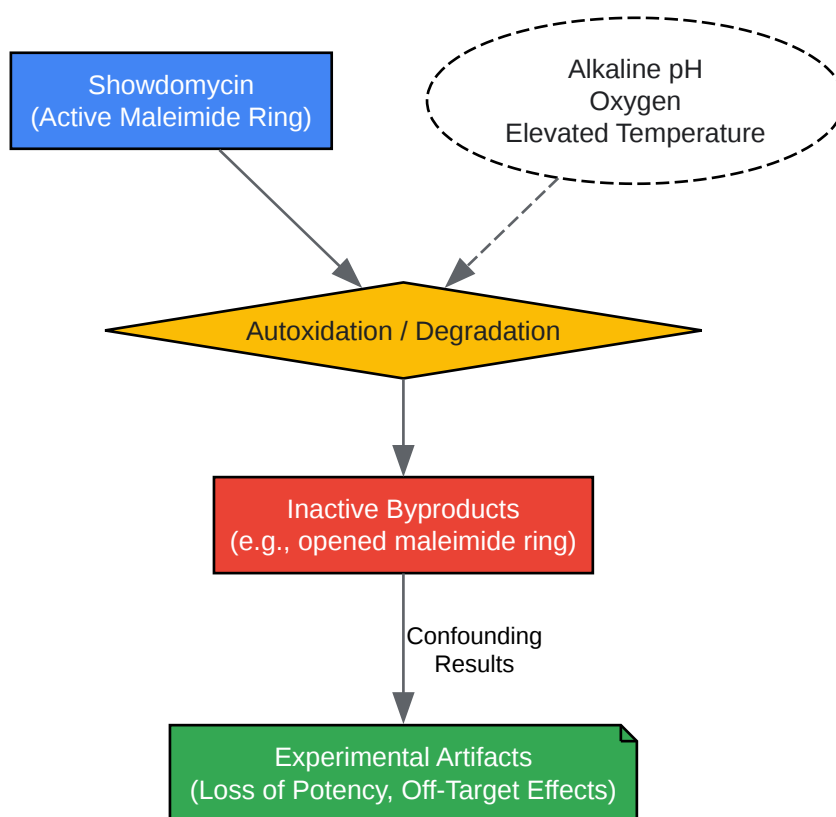 Showdomycin
(Active Maleimide Ring)
Alkaline pH
Oxygen
Elevated Temperature
Autoxidation / Degradation
Inactive Byproducts
(e.g., opened maleimide ring)
Confounding
Results
Experimental Artifacts
(Loss of Potency, Off-Target Effects)